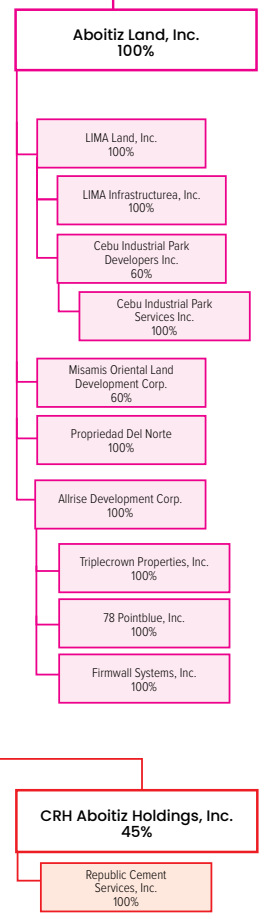 Aboitiz Land, Inc.
100%
LIMA Land, Inc.
100%
LIMA Infrastructurea, Inc.
100%
Cebu Industrial Park
Developers Inc.
60%
Cebu Industrial Park
Services Inc.
100%
Misamis Oriental Land
Development Corp.
60%
Propriedad Del Norte
100%
Allrise Development Corp.
100%
Triplecrown Properties, Inc.
100%
78 Pointblue, Inc.
100%
Firmwall Systems, Inc.
100%
CRH Aboitiz Holdings, Inc.
45%
Republic Cement
Services, Inc.
100%